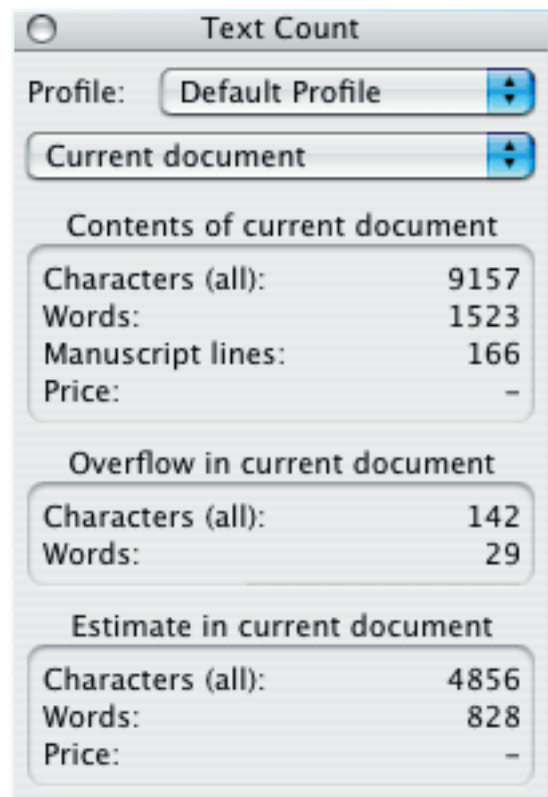 Text Count
Profile: Default Profile
Current document
Contents of current document
Characters (all): 9157
Words: 1523
Manuscript lines: 166
Price: –
Overflow in current document
Characters (all): 142
Words: 29
Estimate in current document
Characters (all): 4856
Words: 828
Price: –